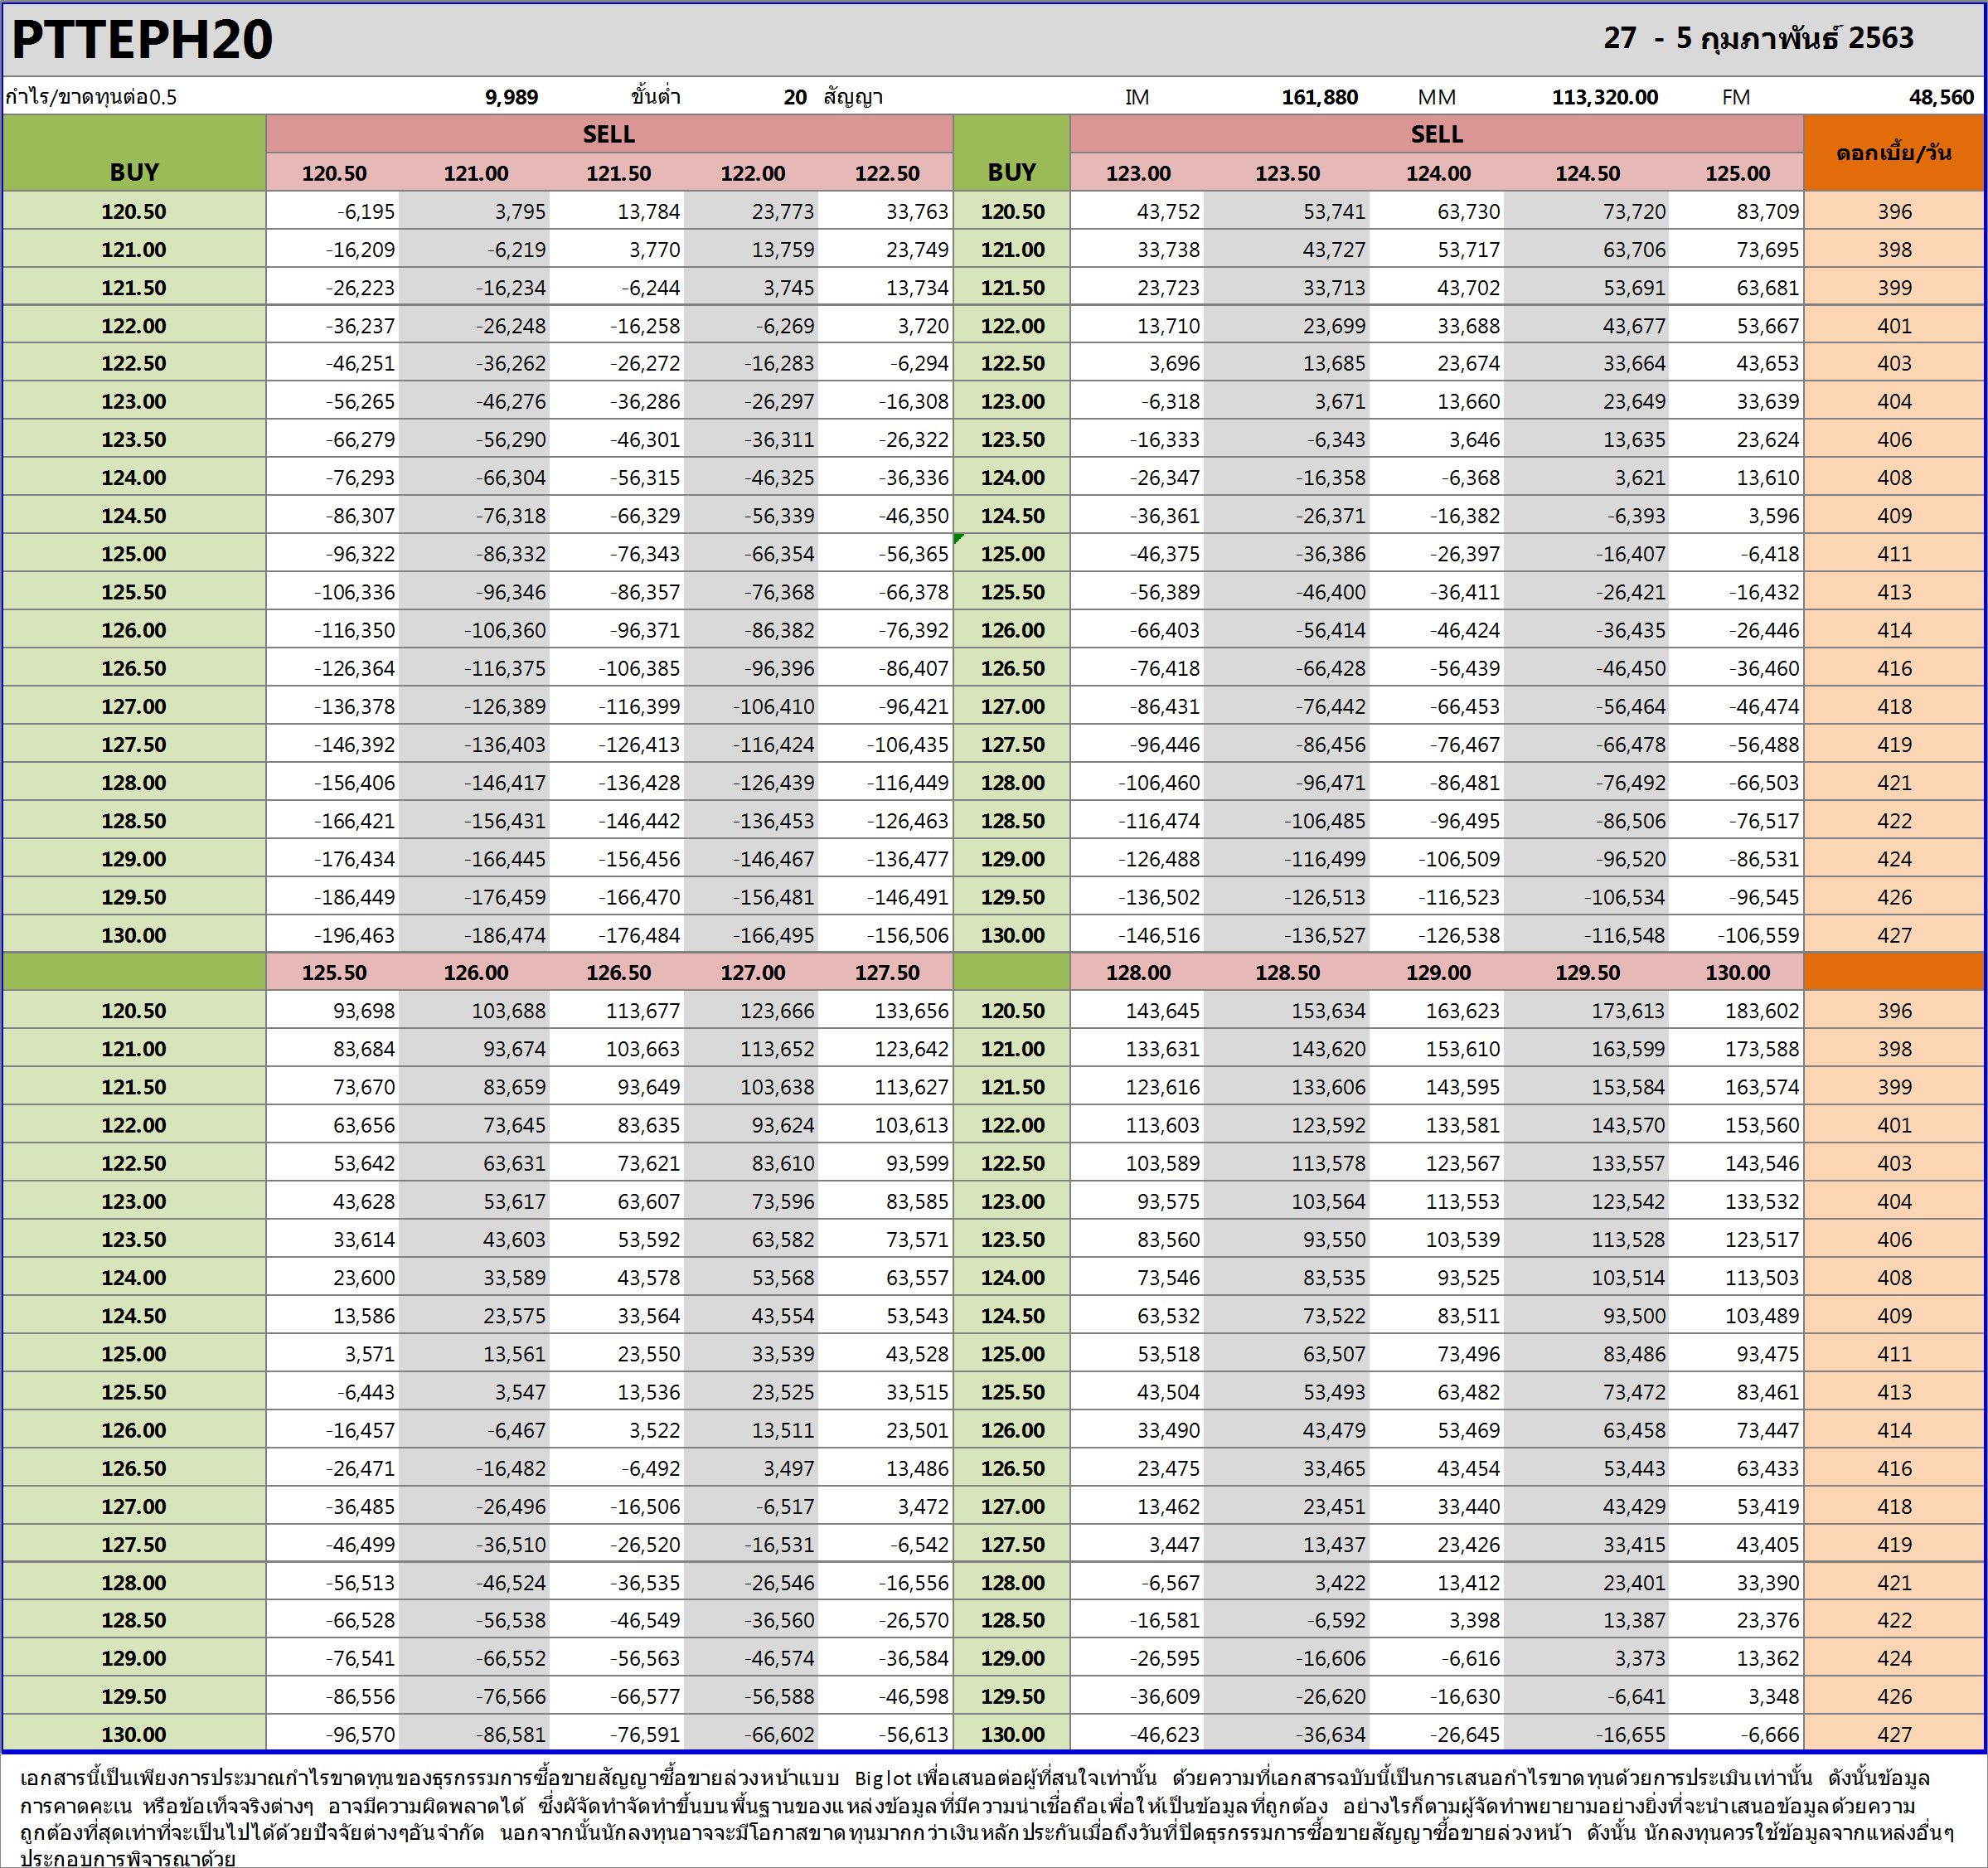 PTTEPH20 27 - 5 กุมภาพันธ์ 2563
กำไร/ขาดทุนต่อ0.5 9,989 ขั้นต่ำ 20 สัญญา IM 161,880 MM 113,320.00 FM 48,560
SELL SELL
BUY 120.50 121.00 121.50 122.00 122.50 BUY 123.00 123.50 124.00 124.50 125.00 ดอกเบี้ย/วัน
120.50 -6,195 3,795 13,784 23,773 33,763 120.50 43,752 53,741 63,730 73,720 83,709 396
121.00 -16,209 -6,219 3,770 13,759 23,749 121.00 33,738 43,727 53,717 63,706 73,695 398
121.50 -26,223 -16,234 -6,244 3,745 13,734 121.50 23,723 33,713 43,702 53,691 63,681 399
122.00 -36,237 -26,248 -16,258 -6,269 3,720 122.00 13,710 23,699 33,688 43,677 53,667 401
122.50 -46,251 -36,262 -26,272 -16,283 -6,294 122.50 3,696 13,685 23,674 33,664 43,653 403
123.00 -56,265 -46,276 -36,286 -26,297 -16,308 123.00 -6,318 3,671 13,660 23,649 33,639 404
123.50 -66,279 -56,290 -46,301 -36,311 -26,322 123.50 -16,333 -6,343 3,646 13,635 23,624 406
124.00 -76,293 -66,304 -56,315 -46,325 -36,336 124.00 -26,347 -16,358 -6,368 3,621 13,610 408
124.50 -86,307 -76,318 -66,329 -56,339 -46,350 124.50 -36,361 -26,371 -16,382 -6,393 3,596 409
125.00 -96,322 -86,332 -76,343 -66,354 -56,365 125.00 -46,375 -36,386 -26,397 -16,407 -6,418 411
125.50 -106,336 -96,346 -86,357 -76,368 -66,378 125.50 -56,389 -46,400 -36,411 -26,421 -16,432 413
126.00 -116,350 -106,360 -96,371 -86,382 -76,392 126.00 -66,403 -56,414 -46,424 -36,435 -26,446 414
126.50 -126,364 -116,375 -106,385 -96,396 -86,407 126.50 -76,418 -66,428 -56,439 -46,450 -36,460 416
127.00 -136,378 -126,389 -116,399 -106,410 -96,421 127.00 -86,431 -76,442 -66,453 -56,464 -46,474 418
127.50 -146,392 -136,403 -126,413 -116,424 -106,435 127.50 -96,446 -86,456 -76,467 -66,478 -56,488 419
128.00 -156,406 -146,417 -136,428 -126,439 -116,449 128.00 -106,460 -96,471 -86,481 -76,492 -66,503 421
128.50 -166,421 -156,431 -146,442 -136,453 -126,463 128.50 -116,474 -106,485 -96,495 -86,506 -76,517 422
129.00 -176,434 -166,445 -156,456 -146,467 -136,477 129.00 -126,488 -116,499 -106,509 -96,520 -86,531 424
129.50 -186,449 -176,459 -166,470 -156,481 -146,491 129.50 -136,502 -126,513 -116,523 -106,534 -96,545 426
130.00 -196,463 -186,474 -176,484 -166,495 -156,506 130.00 -146,516 -136,527 -126,538 -116,548 -106,559 427
125.50 126.00 126.50 127.00 127.50 128.00 128.50 129.00 129.50 130.00
120.50 93,698 103,688 113,677 123,666 133,656 120.50 143,645 153,634 163,623 173,613 183,602 396
121.00 83,684 93,674 103,663 113,652 123,642 121.00 133,631 143,620 153,610 163,599 173,588 398
121.50 73,670 83,659 93,649 103,638 113,627 121.50 123,616 133,606 143,595 153,584 163,574 399
122.00 63,656 73,645 83,635 93,624 103,613 122.00 113,603 123,592 133,581 143,570 153,560 401
122.50 53,642 63,631 73,621 83,610 93,599 122.50 103,589 113,578 123,567 133,557 143,546 403
123.00 43,628 53,617 63,607 73,596 83,585 123.00 93,575 103,564 113,553 123,542 133,532 404
123.50 33,614 43,603 53,592 63,582 73,571 123.50 83,560 93,550 103,539 113,528 123,517 406
124.00 23,600 33,589 43,578 53,568 63,557 124.00 73,546 83,535 93,525 103,514 113,503 408
124.50 13,586 23,575 33,564 43,554 53,543 124.50 63,532 73,522 83,511 93,500 103,489 409
125.00 3,571 13,561 23,550 33,539 43,528 125.00 53,518 63,507 73,496 83,486 93,475 411
125.50 -6,443 3,547 13,536 23,525 33,515 125.50 43,504 53,493 63,482 73,472 83,461 413
126.00 -16,457 -6,467 3,522 13,511 23,501 126.00 33,490 43,479 53,469 63,458 73,447 414
126.50 -26,471 -16,482 -6,492 3,497 13,486 126.50 23,475 33,465 43,454 53,443 63,433 416
127.00 -36,485 -26,496 -16,506 -6,517 3,472 127.00 13,462 23,451 33,440 43,429 53,419 418
127.50 -46,499 -36,510 -26,520 -16,531 -6,542 127.50 3,447 13,437 23,426 33,415 43,405 419
128.00 -56,513 -46,524 -36,535 -26,546 -16,556 128.00 -6,567 3,422 13,412 23,401 33,390 421
128.50 -66,528 -56,538 -46,549 -36,560 -26,570 128.50 -16,581 -6,592 3,398 13,387 23,376 422
129.00 -76,541 -66,552 -56,563 -46,574 -36,584 129.00 -26,595 -16,606 -6,616 3,373 13,362 424
129.50 -86,556 -76,566 -66,577 -56,588 -46,598 129.50 -36,609 -26,620 -16,630 -6,641 3,348 426
130.00 -96,570 -86,581 -76,591 -66,602 -56,613 130.00 -46,623 -36,634 -26,645 -16,655 -6,666 427
เอกสารนี้เป็นเพียงการประมาณกำไรขาดทุนของธุรกรรมการซื้อขายสัญญาซื้อขายล่วงหน้าแบบ Big lot เพื่อเสนอต่อผู้ที่สนใจเท่านั้น ด้วยความที่เอกสารฉบับนี้เป็นการเสนอกำไรขาดทุนด้วยการประเมินเท่านั้น ดังนั้นข้อมูล
การคาดคะเน หรือข้อเท็จจริงต่างๆ อาจมีความผิดพลาดได้ ซึ่งผัจัดทำจัดทำขึ้นบนพื้นฐานของแหล่งข้อมูลที่มีความน่าเชื่อถือเพื่อให้เป็นข้อมูลที่ถูกต้อง อย่างไรก็ตามผู้จัดทำพยายามอย่างยิ่งที่จะนำเสนอข้อมูลด้วยความ
ถูกต้องที่สุดเท่าที่จะเป็นไปได้ด้วยปัจจัยต่างๆอันจำกัด นอกจากนั้นนักลงทุนอาจจะมีโอกาสขาดทุนมากกว่าเงินหลักประกันเมื่อถึงวันที่ปิดธุรกรรมการซื้อขายสัญญาซื้อขายล่วงหน้า ดังนั้น นักลงทุนควรใช้ข้อมูลจากแหล่งอื่นๆ
ประกอบการพิจารณาด้วย